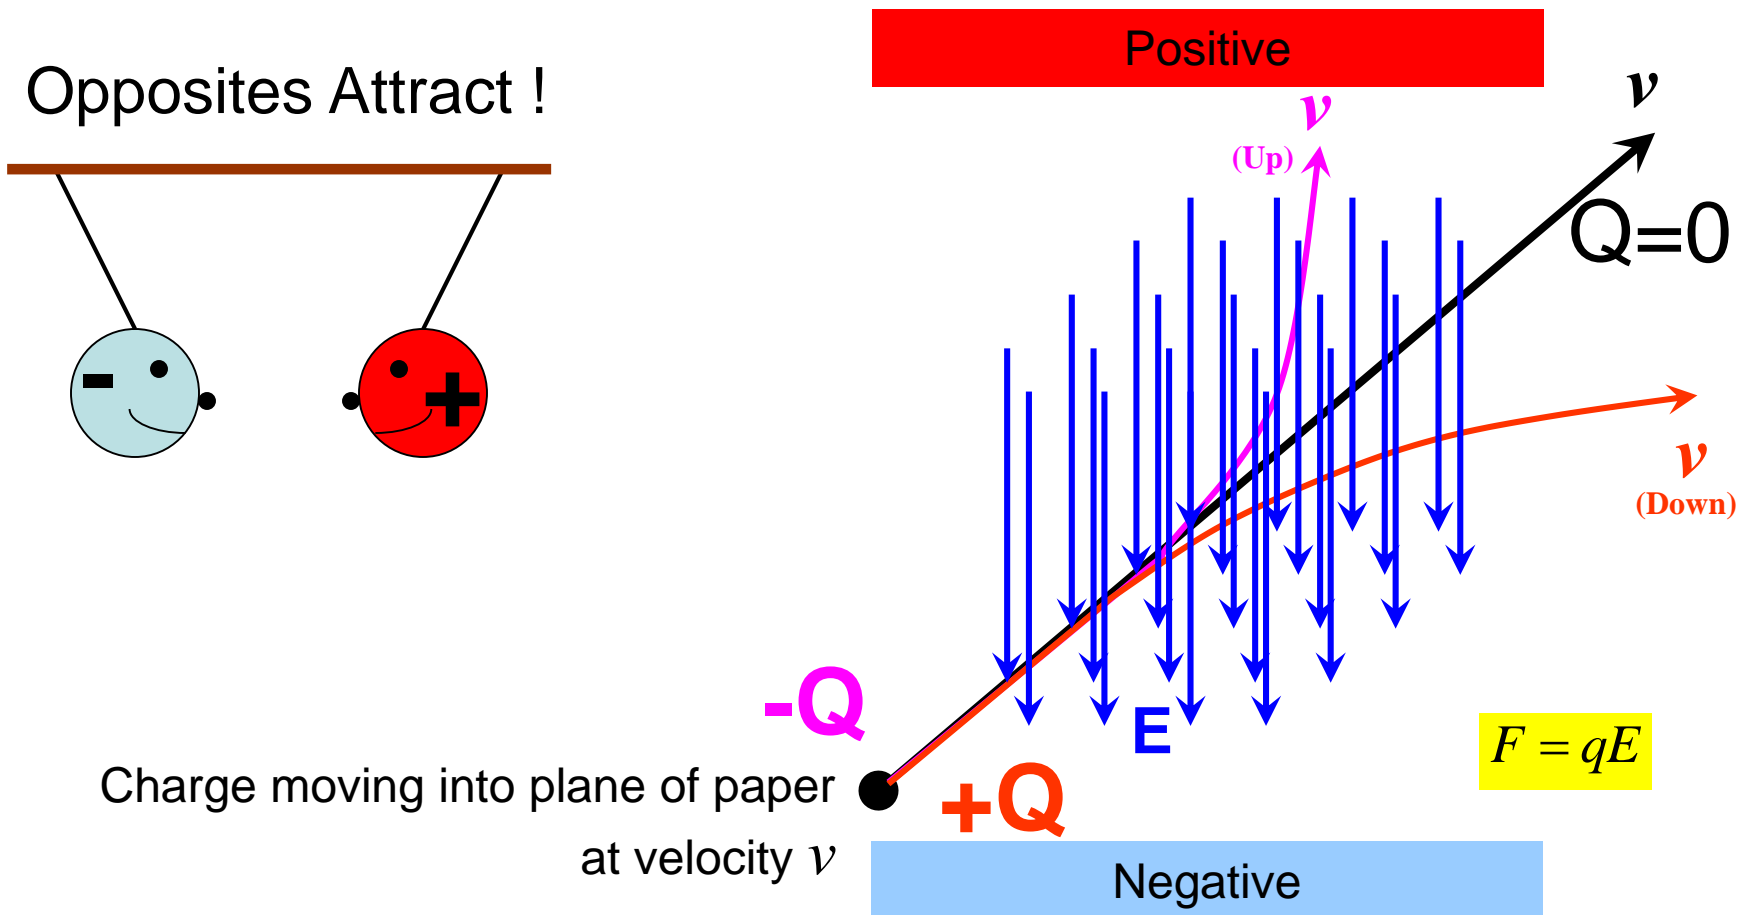 Opposites Attract !
-
+
Positive
v
(Up)
v
Q=0
v
(Down)
-Q
E
F = qE
+Q
Charge moving into plane of paper
at velocity v
Negative